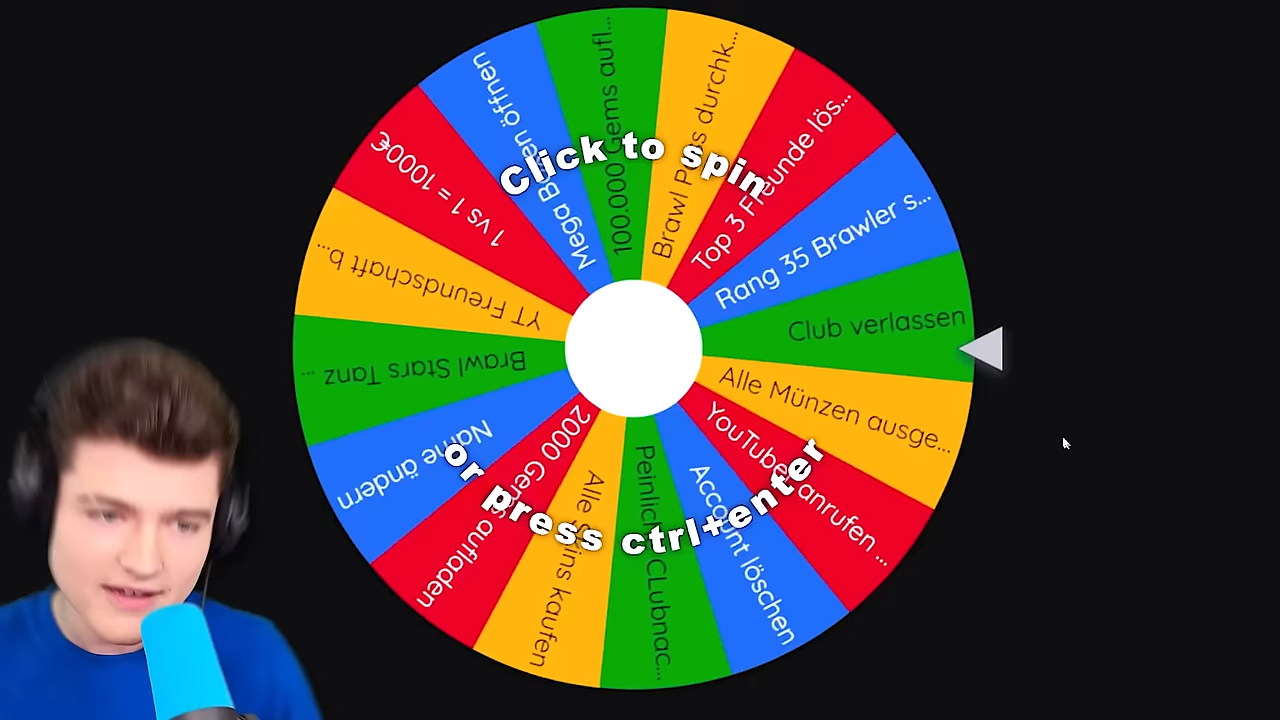 Click to spin
or press ctrl+enter
100.000 Gems aufl...
Brawl Pass durchk...
Top 3 Freunde lös...
Rang 35 Brawler s...
Club verlassen
Alle Münzen ausge...
YouTuber anrufen ...
Account löschen
Peinlich CLubnac...
Alle Skins kaufen
2000 Gems aufladen
Name ändern
Brawl Stars Tanz ...
YT Freundschaft b...
1 vs 1 = 1000€
Mega Boxen öffnen